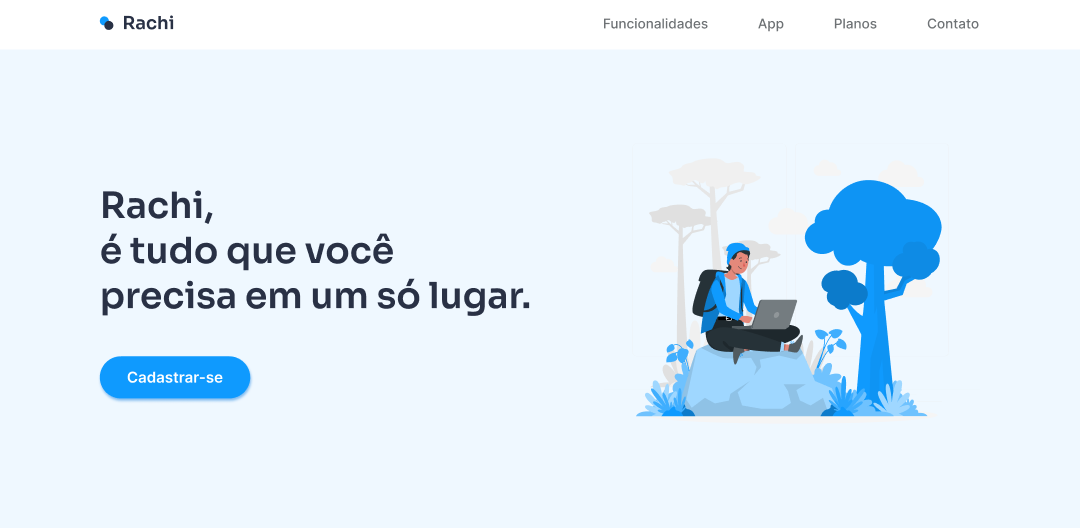 Rachi
Funcionalidades
App
Planos
Contato
Rachi,
é tudo que você
precisa em um só lugar.
Cadastrar-se